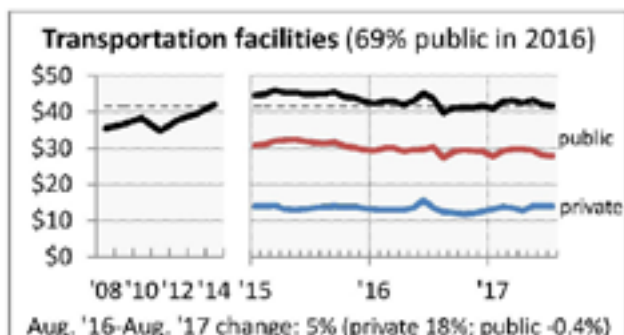 Transportation facilities (69% public in 2016)
$50
$40
$30
$20
$10
$0
public
private
'08 '10 '12 '14 '15 '16 '17
Aug. '16-Aug. '17 change: 5% (private 18%; public -0.4%)